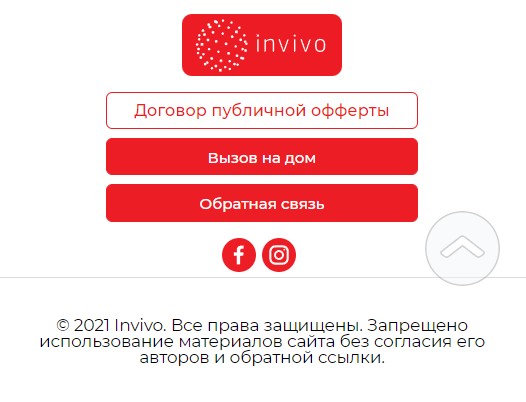 invivo
Договор публичной офферты
Вызов на дом
Обратная связь
© 2021 Invivo. Все права защищены. Запрещено
использование материалов сайта без согласия его
авторов и обратной ссылки.